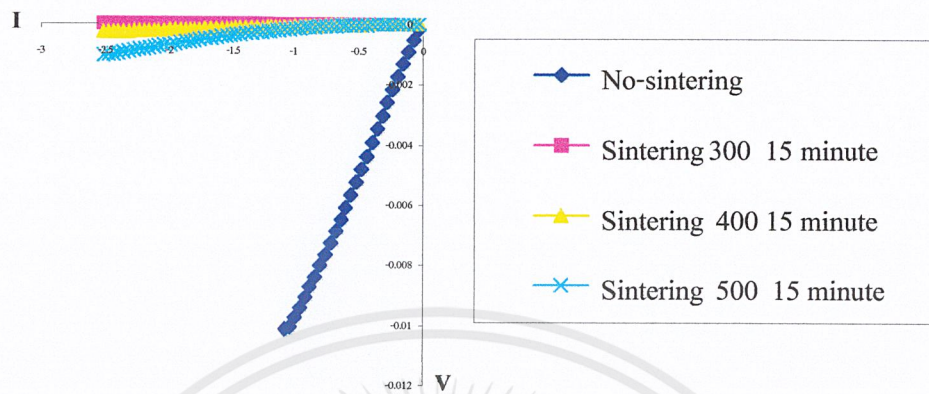 I
-3 -2.5 -2 -1.5 -1 -0.5 0
0
-0.002
-0.004
-0.006
-0.008
-0.01
-0.012
V
No-sintering
Sintering 300 15 minute
Sintering 400 15 minute
Sintering 500 15 minute